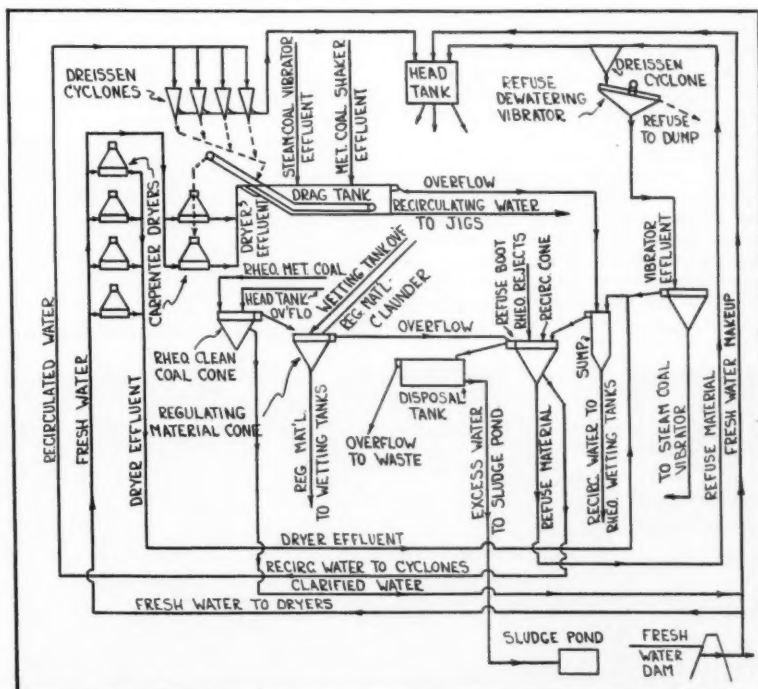 DREISSEN
CYCLONES
STEAM COAL VIBRATOR
EFFLUENT
MET. COAL SHAKER
EFFLUENT
HEAD
TANK
DREISSEN
CYCLONE
REFUSE
DEWATERING
VIBRATOR
REFUSE
TO DUMP
DRAG TANK
OVERFLOW
RECIRCULATING WATER
TO JIGS
DRYER
EFFLUENT
CARPENTER DRYERS
RHEO. MET. COAL
HEAD TANK
OV'FLO
WETTING TANK OVF
REG MAT'L.
C LAUNDER
OVERFLOW
REFUSE BOOT
RHEO. REJECTS
RECIRC. CONE
VIBRATOR
EFFLUENT
RHEO. CLEAN
COAL CONE
REGULATING
MATERIAL CONE
REG MAT'L.
TO WETTING TANKS
DISPOSAL
TANK
OVERFLOW
TO WASTE
SUMP
EXCESS WATER
TO SLUDGE POND
REFUSE MATERIAL
RECIRC WATER TO
RHEO. WETTING TANKS
TO STEAM COAL
VIBRATOR
REFUSE MATERIAL
FRESH WATER MAKEUP
RECIRCULATED WATER
FRESH WATER
DRYER EFFLUENT
DRYER EFFLUENT
RECIRC WATER TO CYCLONES
CLARIFIED WATER
FRESH WATER TO DRYERS
SLUDGE POND
FRESH
WATER
DAM